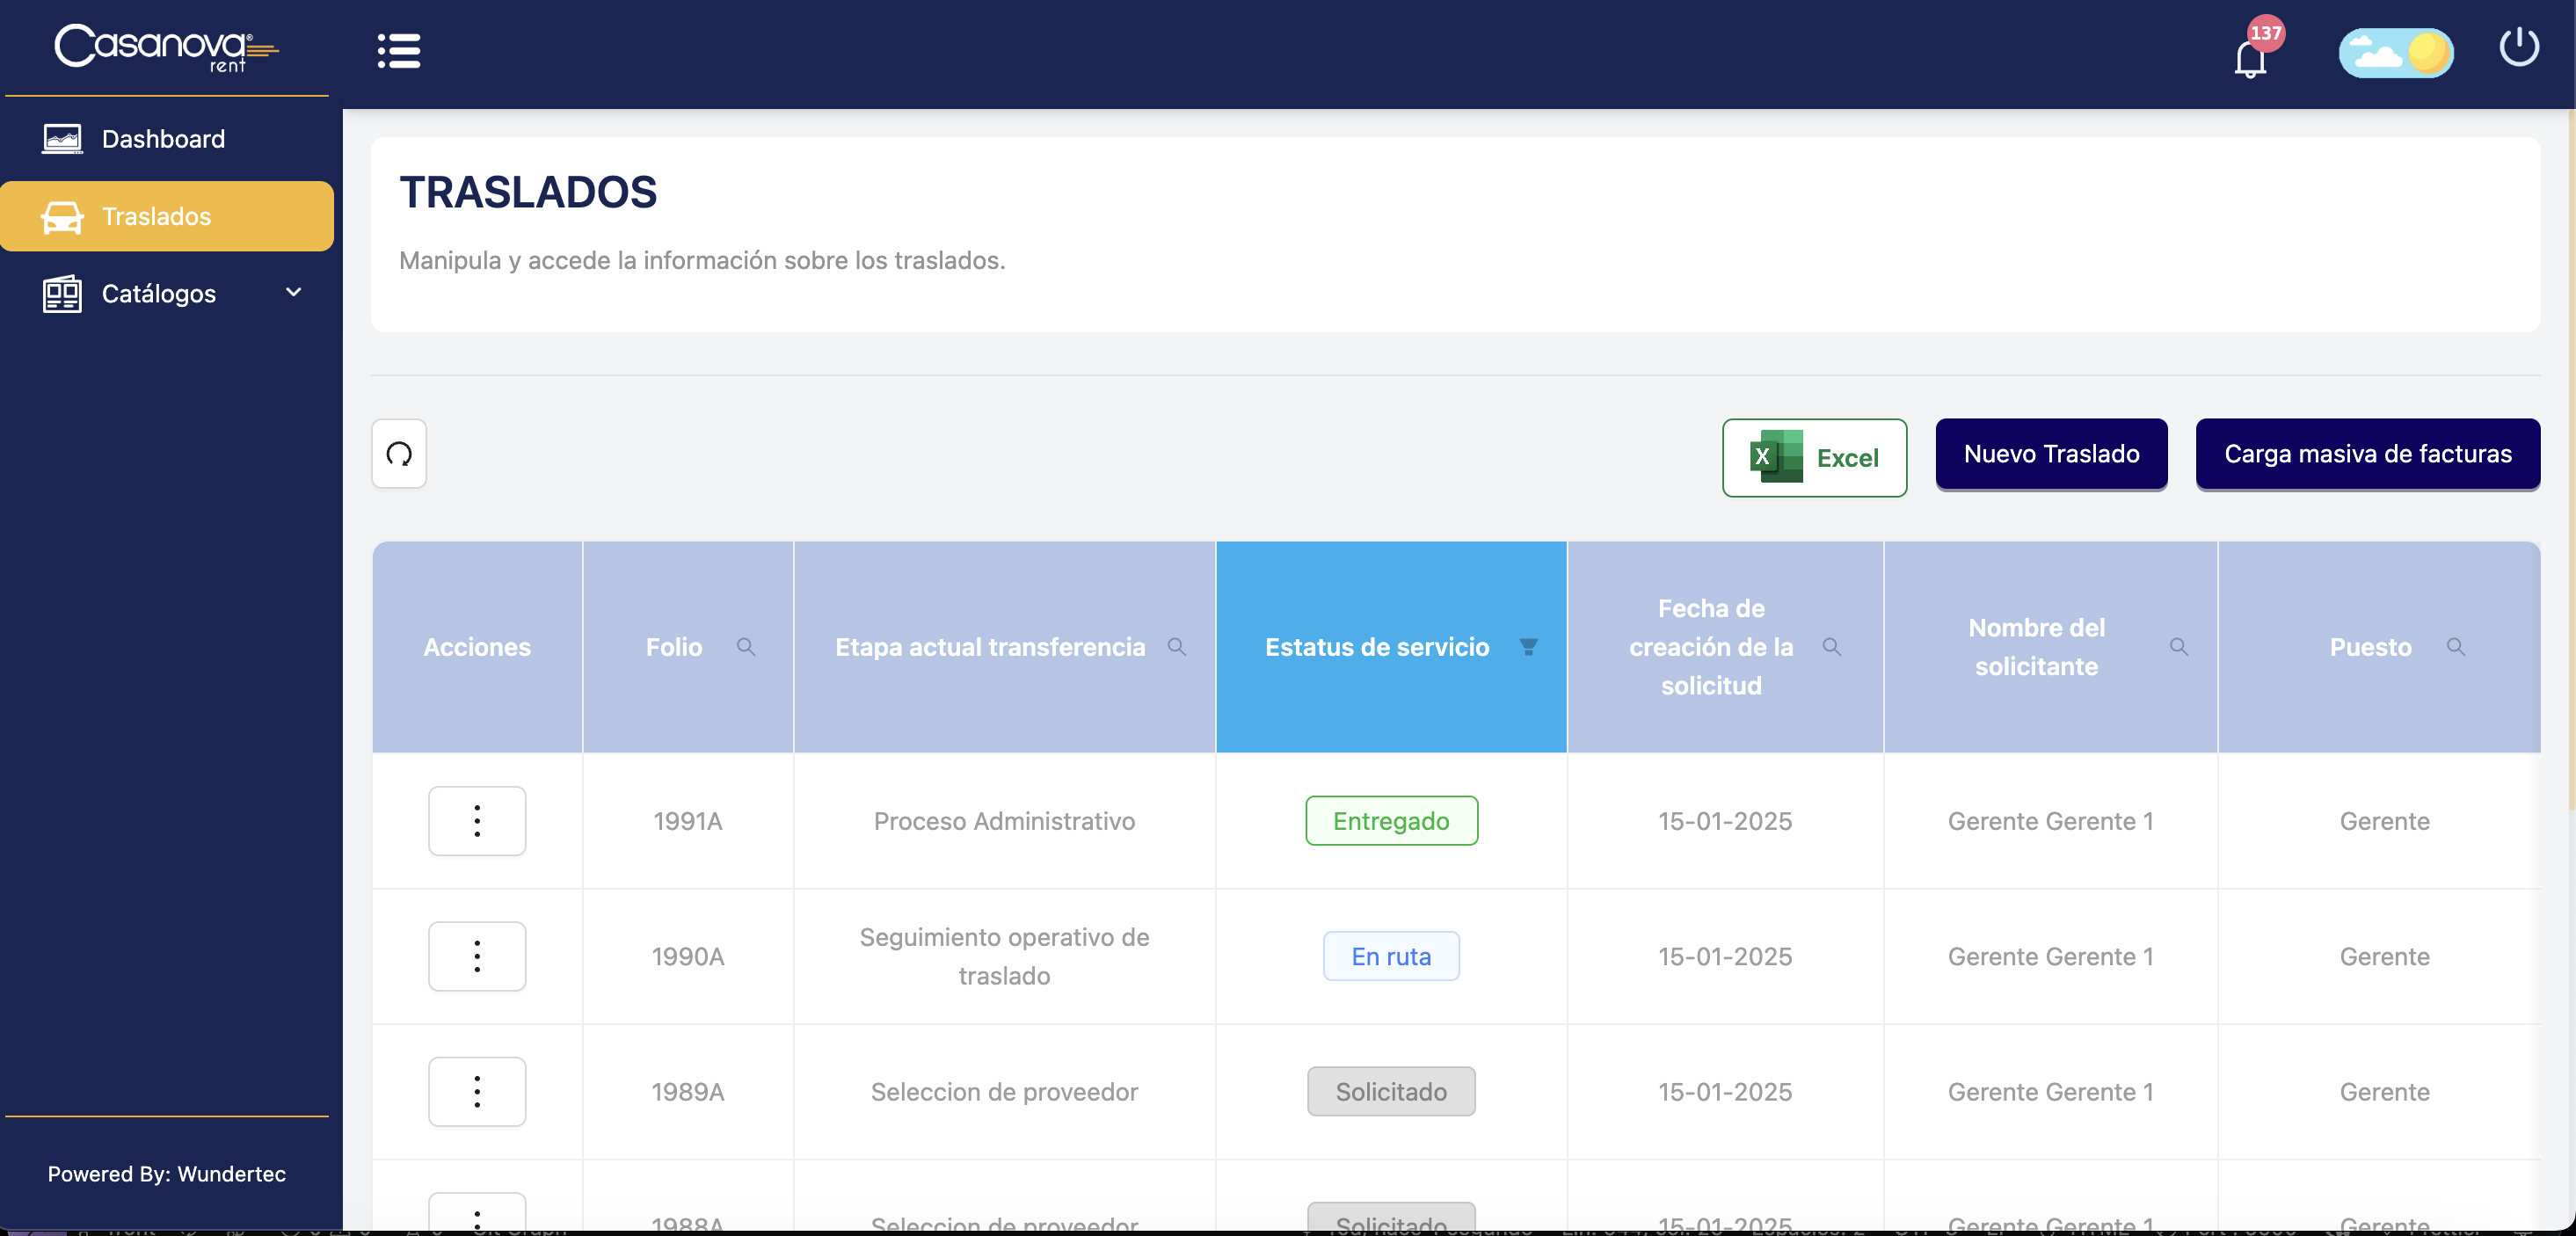 Casanova®
rent
137
Dashboard
Traslados
Catálogos
Powered By: Wundertec
TRASLADOS
Manipula y accede la información sobre los traslados.
X Excel
Nuevo Traslado
Carga masiva de facturas
Acciones
Folio
Etapa actual transferencia
Estatus de servicio
Fecha de
creación de la
solicitud
Nombre del
solicitante
Puesto
1991A
Proceso Administrativo
Entregado
15-01-2025
Gerente Gerente 1
Gerente
1990A
Seguimiento operativo de
traslado
En ruta
15-01-2025
Gerente Gerente 1
Gerente
1989A
Seleccion de proveedor
Solicitado
15-01-2025
Gerente Gerente 1
Gerente
1988A
Seleccion de proveedor
Solicitado
15-01-2025
Gerente Gerente 1
Gerente